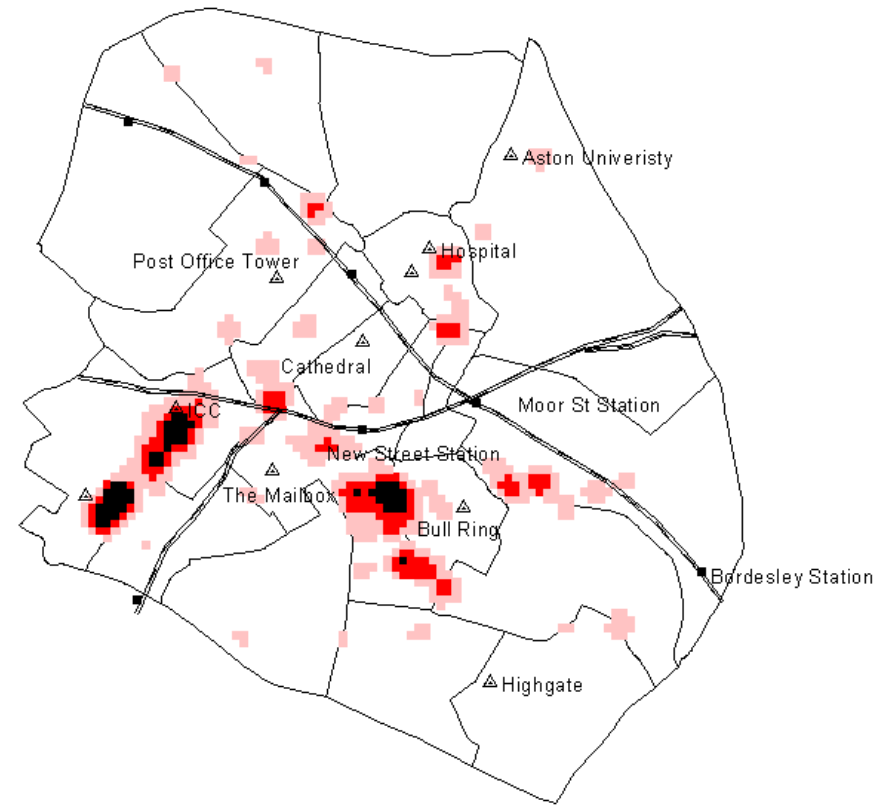 Aston Univeristy
Hospital
Post Office Tower
Cathedral
ICC
Moor St Station
New Street Station
The Mailbox
Bull Ring
Bordesley Station
Highgate